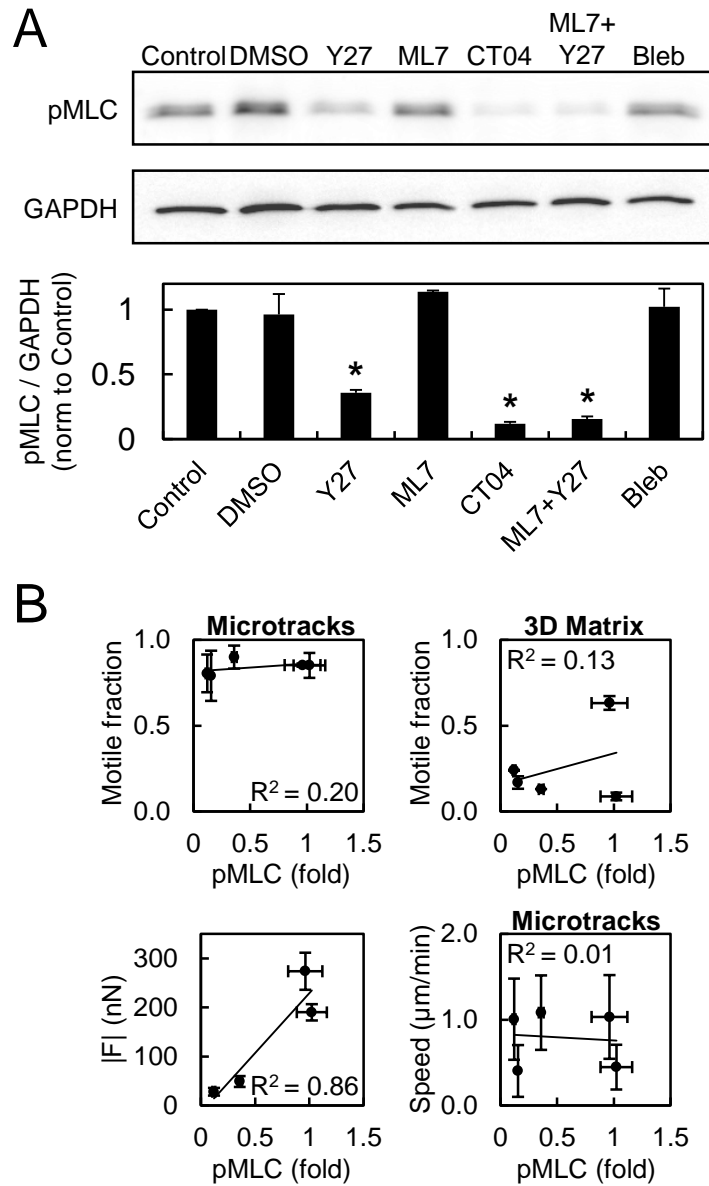 A
ML7+
Control DMSO Y27 ML7 CT04 Y27 Bleb
pMLC
GAPDH
pMLC / GAPDH
(norm to Control)
1
0.5
0
*
*
*
Control
DMSO
Y27
ML7
CT04
ML7+Y27
Bleb
B
Microtracks
Motile fraction
1.0
0.5
0.0
R² = 0.20
0 0.5 1 1.5
pMLC (fold)
3D Matrix
Motile fraction
1.0
0.5
0.0
R² = 0.13
0 0.5 1 1.5
pMLC (fold)
|F| (nN)
300
200
100
0
R² = 0.86
0 0.5 1 1.5
pMLC (fold)
Microtracks
Speed (µm/min)
2.0
1.0
0.0
R² = 0.01
0 0.5 1 1.5
pMLC (fold)